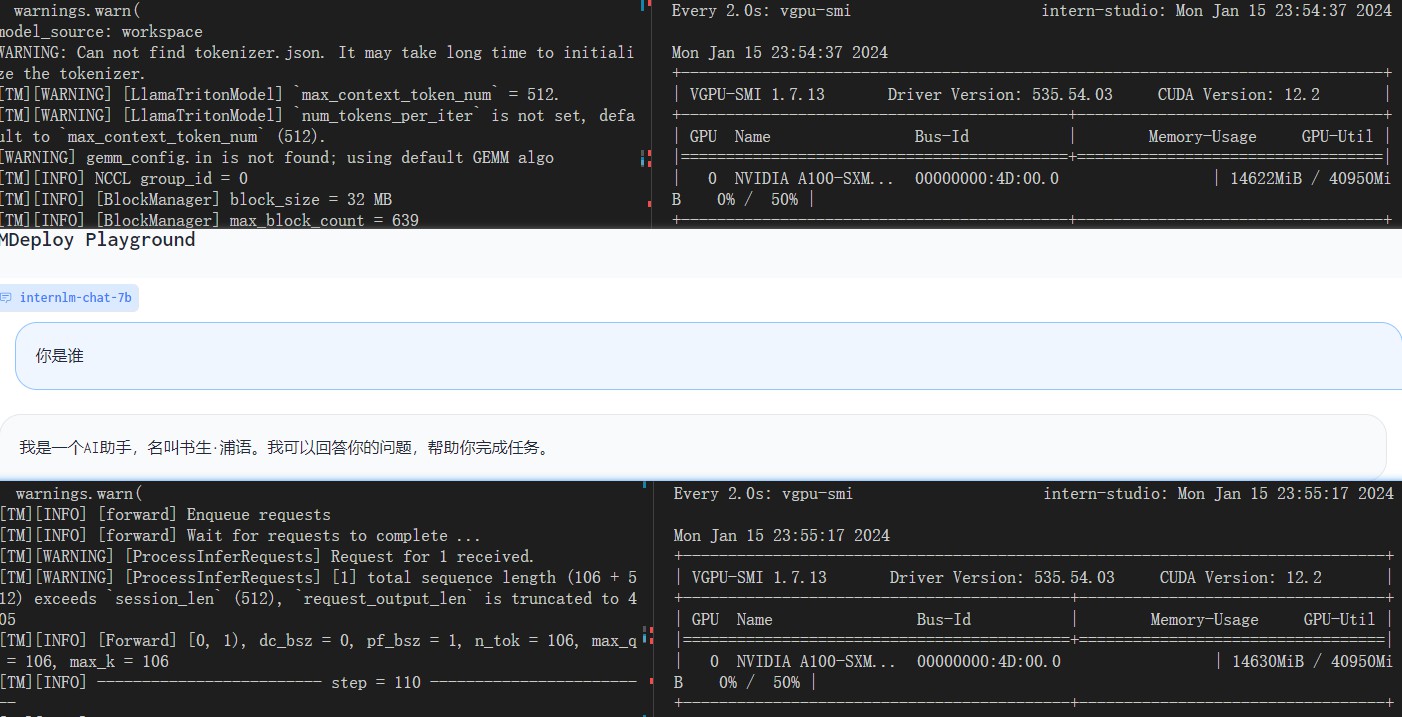 warnings.warn(
model_source: workspace
WARNING: Can not find tokenizer.json. It may take long time to initiali
ze the tokenizer.
[TM][WARNING] [LlamaTritonModel] `max_context_token_num` = 512.
[TM][WARNING] [LlamaTritonModel] `num_tokens_per_iter` is not set, defa
ult to `max_context_token_num` (512).
[WARNING] gemm_config.in is not found; using default GEMM algo
[TM][INFO] NCCL group_id = 0
[TM][INFO] [BlockManager] block_size = 32 MB
[TM][INFO] [BlockManager] max_block_count = 639
Every 2.0s: vgpu-smi intern-studio: Mon Jan 15 23:54:37 2024
Mon Jan 15 23:54:37 2024
+------------------------------------------------------------------------------+
| VGPU-SMI 1.7.13 Driver Version: 535.54.03 CUDA Version: 12.2 |
+-------------------------------------------+----------------------------------+
| GPU Name Bus-Id | Memory-Usage GPU-Util |
|===========================================+==================================|
| 0 NVIDIA A100-SXM... 00000000:4D:00.0 | 14622MiB / 40950Mi
B 0% / 50% |
+-------------------------------------------+----------------------------------+
MDeploy Playground
internlm-chat-7b
你是谁
我是一个AI助手，名叫书生·浦语。我可以回答你的问题，帮助你完成任务。
warnings.warn(
[TM][INFO] [forward] Enqueue requests
[TM][INFO] [forward] Wait for requests to complete ...
[TM][WARNING] [ProcessInferRequests] Request for 1 received.
[TM][WARNING] [ProcessInferRequests] [1] total sequence length (106 + 5
12) exceeds `session_len` (512), `request_output_len` is truncated to 4
05
[TM][INFO] [Forward] [0, 1), dc_bsz = 0, pf_bsz = 1, n_tok = 106, max_q
= 106, max_k = 106
[TM][INFO] ------------------------- step = 110 -----------------------
--
Every 2.0s: vgpu-smi intern-studio: Mon Jan 15 23:55:17 2024
Mon Jan 15 23:55:17 2024
+------------------------------------------------------------------------------+
| VGPU-SMI 1.7.13 Driver Version: 535.54.03 CUDA Version: 12.2 |
+-------------------------------------------+----------------------------------+
| GPU Name Bus-Id | Memory-Usage GPU-Util |
|===========================================+==================================|
| 0 NVIDIA A100-SXM... 00000000:4D:00.0 | 14630MiB / 40950Mi
B 0% / 50% |
+-------------------------------------------+----------------------------------+